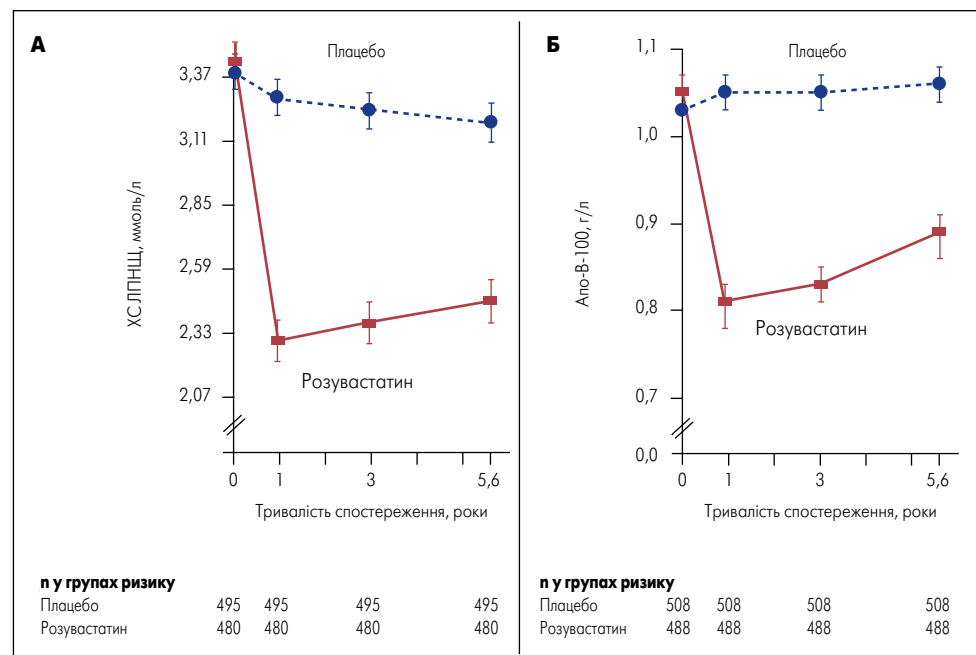 А
Плацебо
3,37
3,11
2,85
2,59
2,33
2,07
ХСЛПНЩ, ммоль/л
Розувастатин
0 1 3 5,6
Тривалість спостереження, роки
n у групах ризику
Плацебо 495 495 495 495
Розувастатин 480 480 480 480
Б
Плацебо
1,1
1,0
0,9
0,8
0,7
0,0
Апо-В-100, г/л
Розувастатин
0 1 3 5,6
Тривалість спостереження, роки
n у групах ризику
Плацебо 508 508 508 508
Розувастатин 488 488 488 488